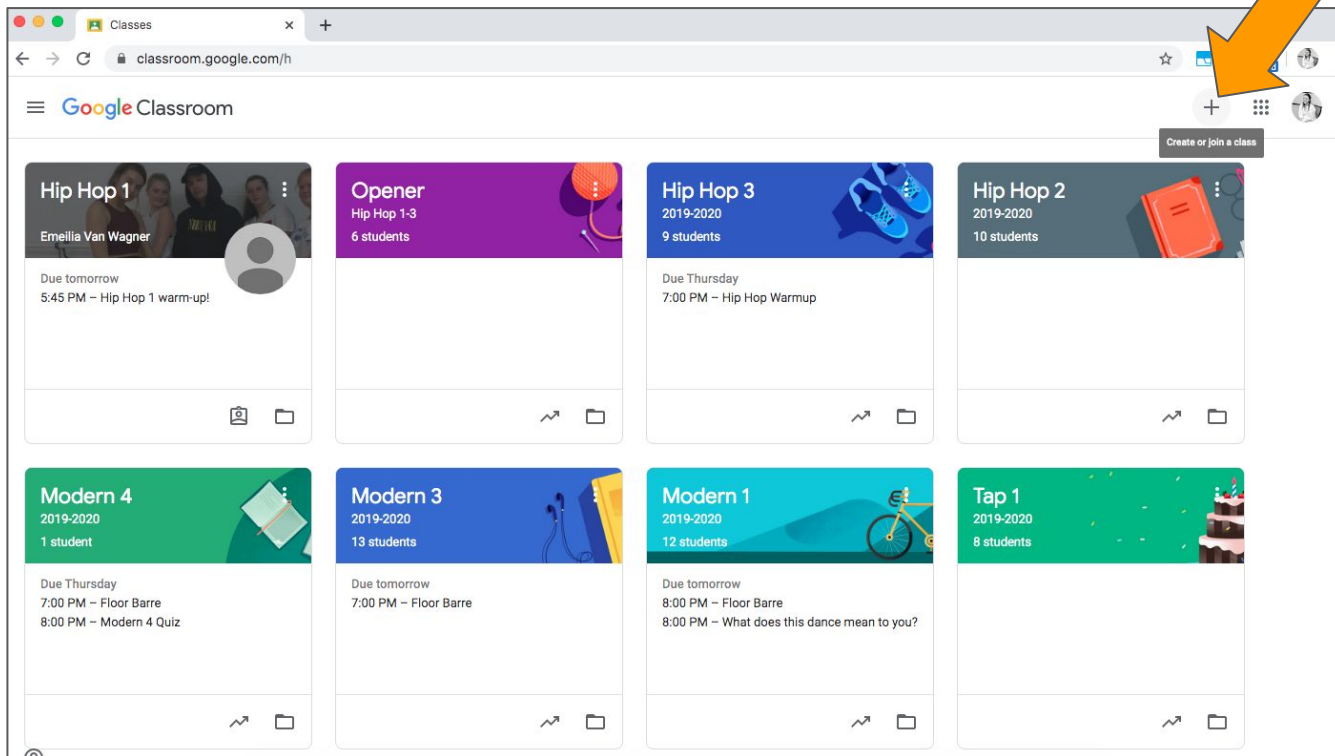 Classes
classroom.google.com/h
Google Classroom
Create or join a class
Hip Hop 1
Emeilia Van Wagner
Due tomorrow
5:45 PM – Hip Hop 1 warm-up!
Opener
Hip Hop 1-3
6 students
Hip Hop 3
2019-2020
9 students
Due Thursday
7:00 PM – Hip Hop Warmup
Hip Hop 2
2019-2020
10 students
Modern 4
2019-2020
1 student
Due Thursday
7:00 PM – Floor Barre
8:00 PM – Modern 4 Quiz
Modern 3
2019-2020
13 students
Due tomorrow
7:00 PM – Floor Barre
Modern 1
2019-2020
12 students
Due tomorrow
8:00 PM – Floor Barre
8:00 PM – What does this dance mean to you?
Tap 1
2019-2020
8 students